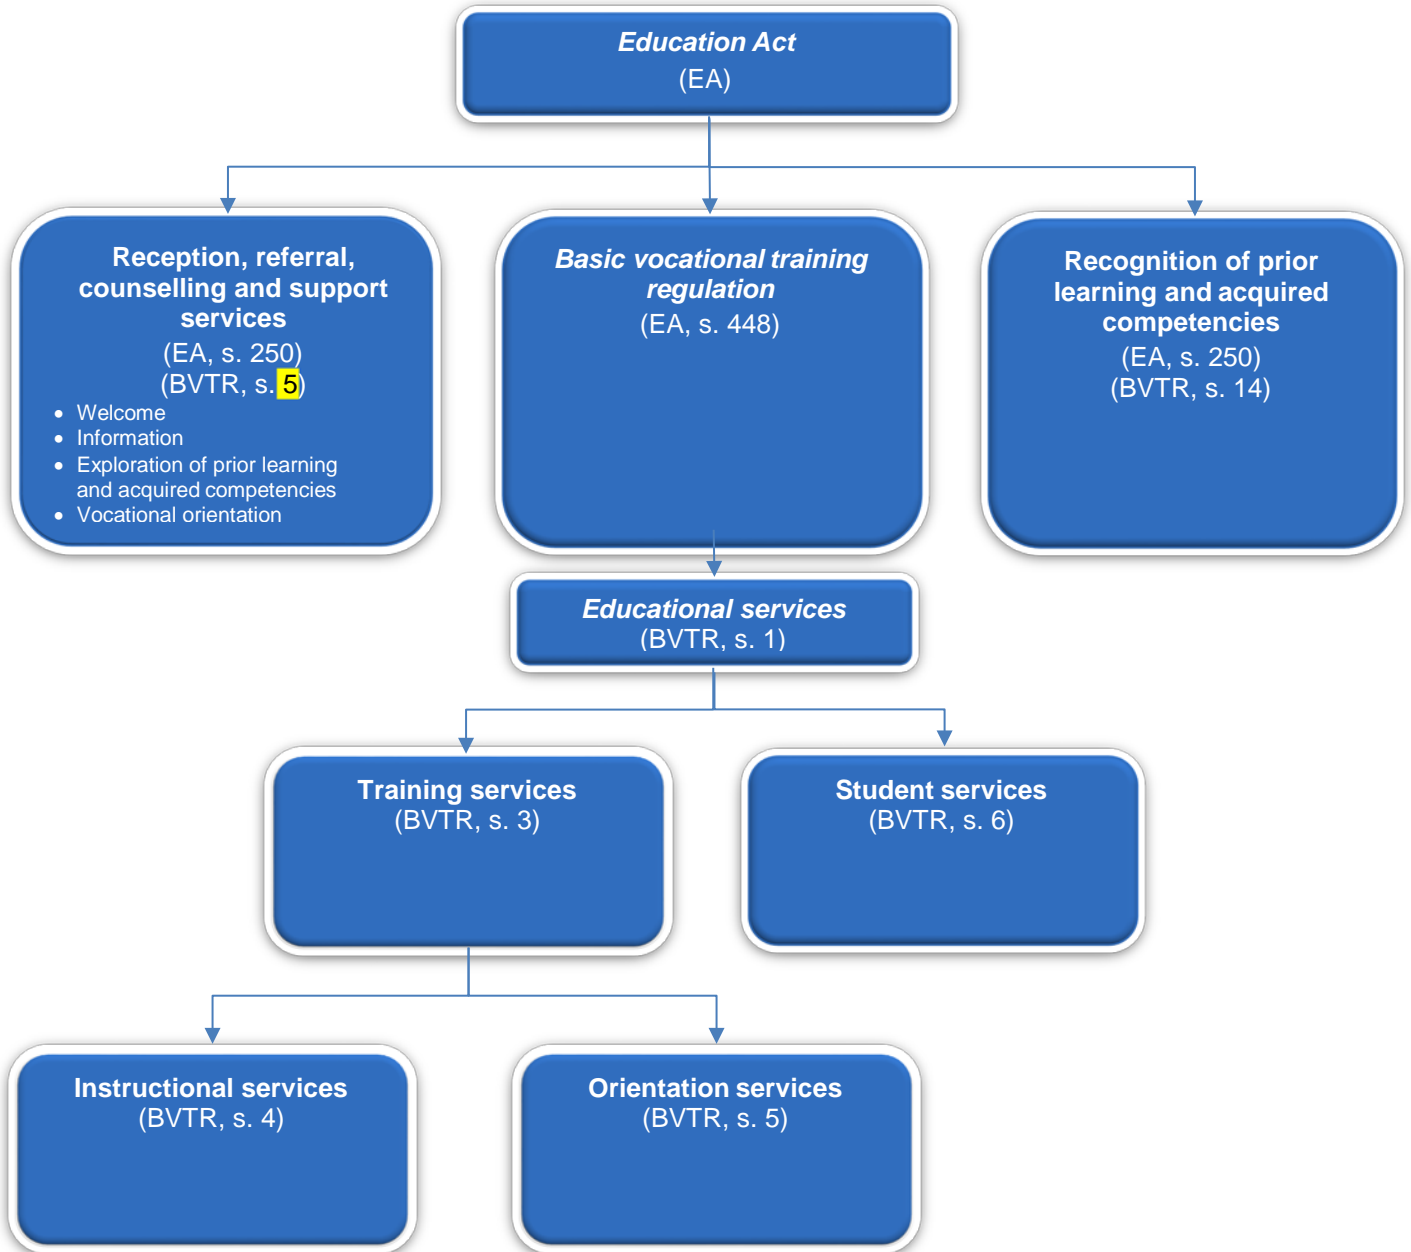 Education Act
(EA)
Reception, referral,
counselling and support
services
(EA, s. 250)
(BVTR, s. 5)
• Welcome
• Information
• Exploration of prior learning
and acquired competencies
• Vocational orientation
Basic vocational training
regulation
(EA, s. 448)
Recognition of prior
learning and acquired
competencies
(EA, s. 250)
(BVTR, s. 14)
Educational services
(BVTR, s. 1)
Training services
(BVTR, s. 3)
Student services
(BVTR, s. 6)
Instructional services
(BVTR, s. 4)
Orientation services
(BVTR, s. 5)